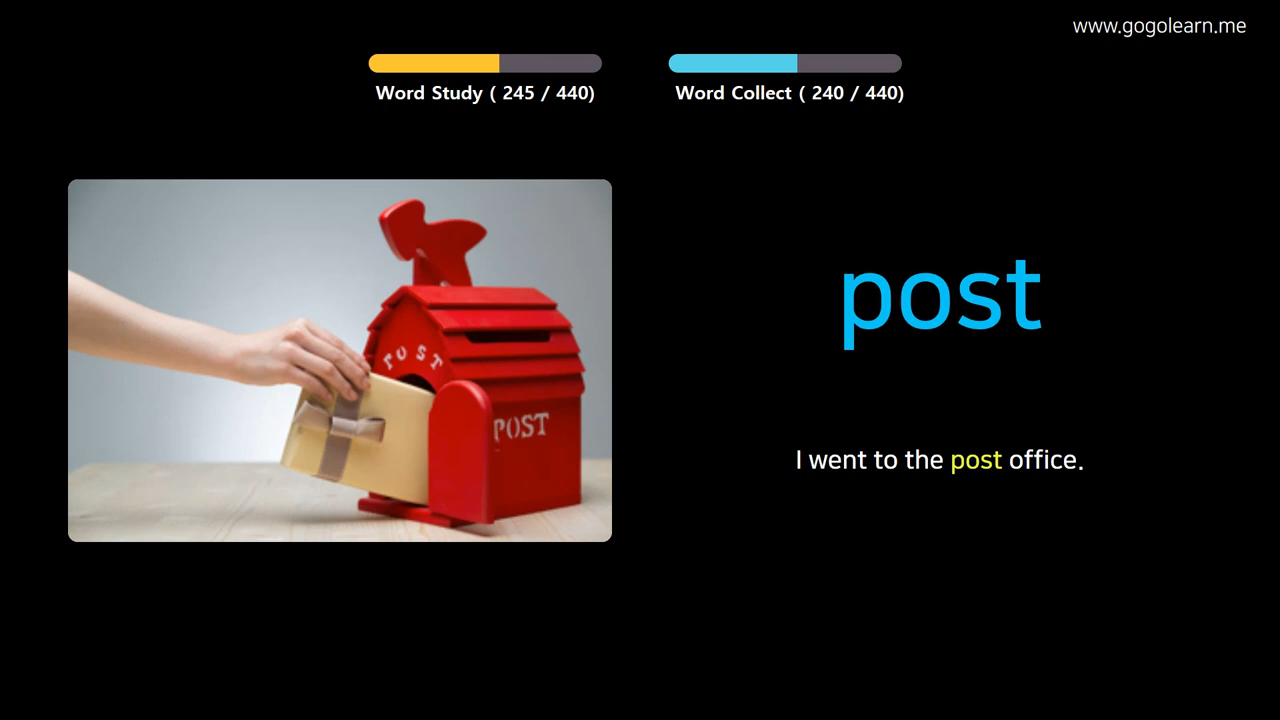 www.gogolearn.me
Word Study ( 245 / 440)
Word Collect ( 240 / 440)
POST
POST
post
I went to the post office.